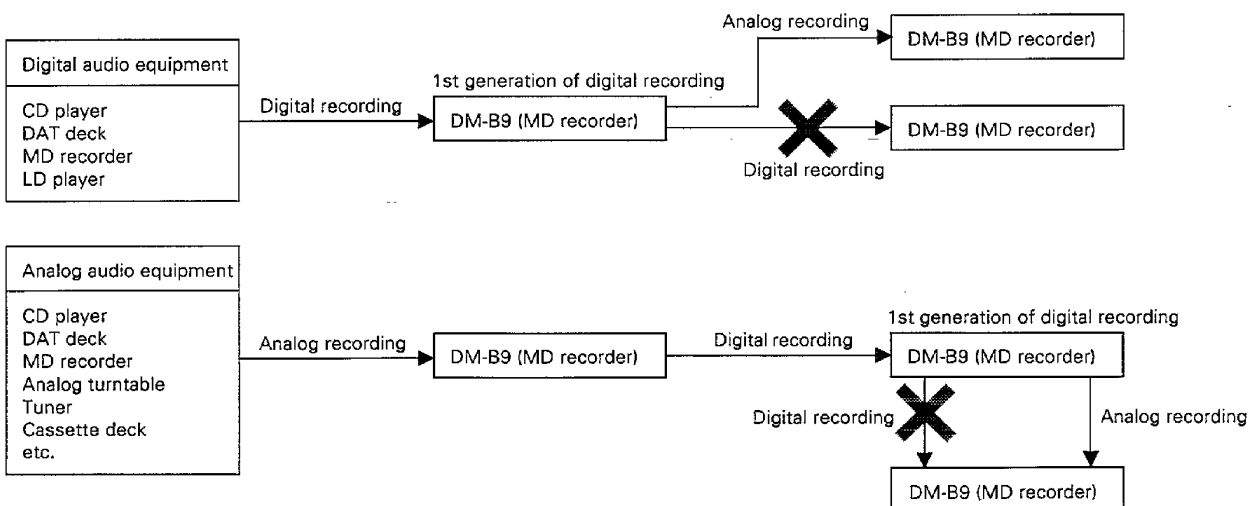 Analog recording
DM-B9 (MD recorder)
Digital audio equipment
CD player
DAT deck
MD recorder
LD player
Digital recording
1st generation of digital recording
DM-B9 (MD recorder)
DM-B9 (MD recorder)
Digital recording
Analog audio equipment
CD player
DAT deck
MD recorder
Analog turntable
Tuner
Cassette deck
etc.
Analog recording
DM-B9 (MD recorder)
Digital recording
1st generation of digital recording
DM-B9 (MD recorder)
Digital recording
Analog recording
DM-B9 (MD recorder)